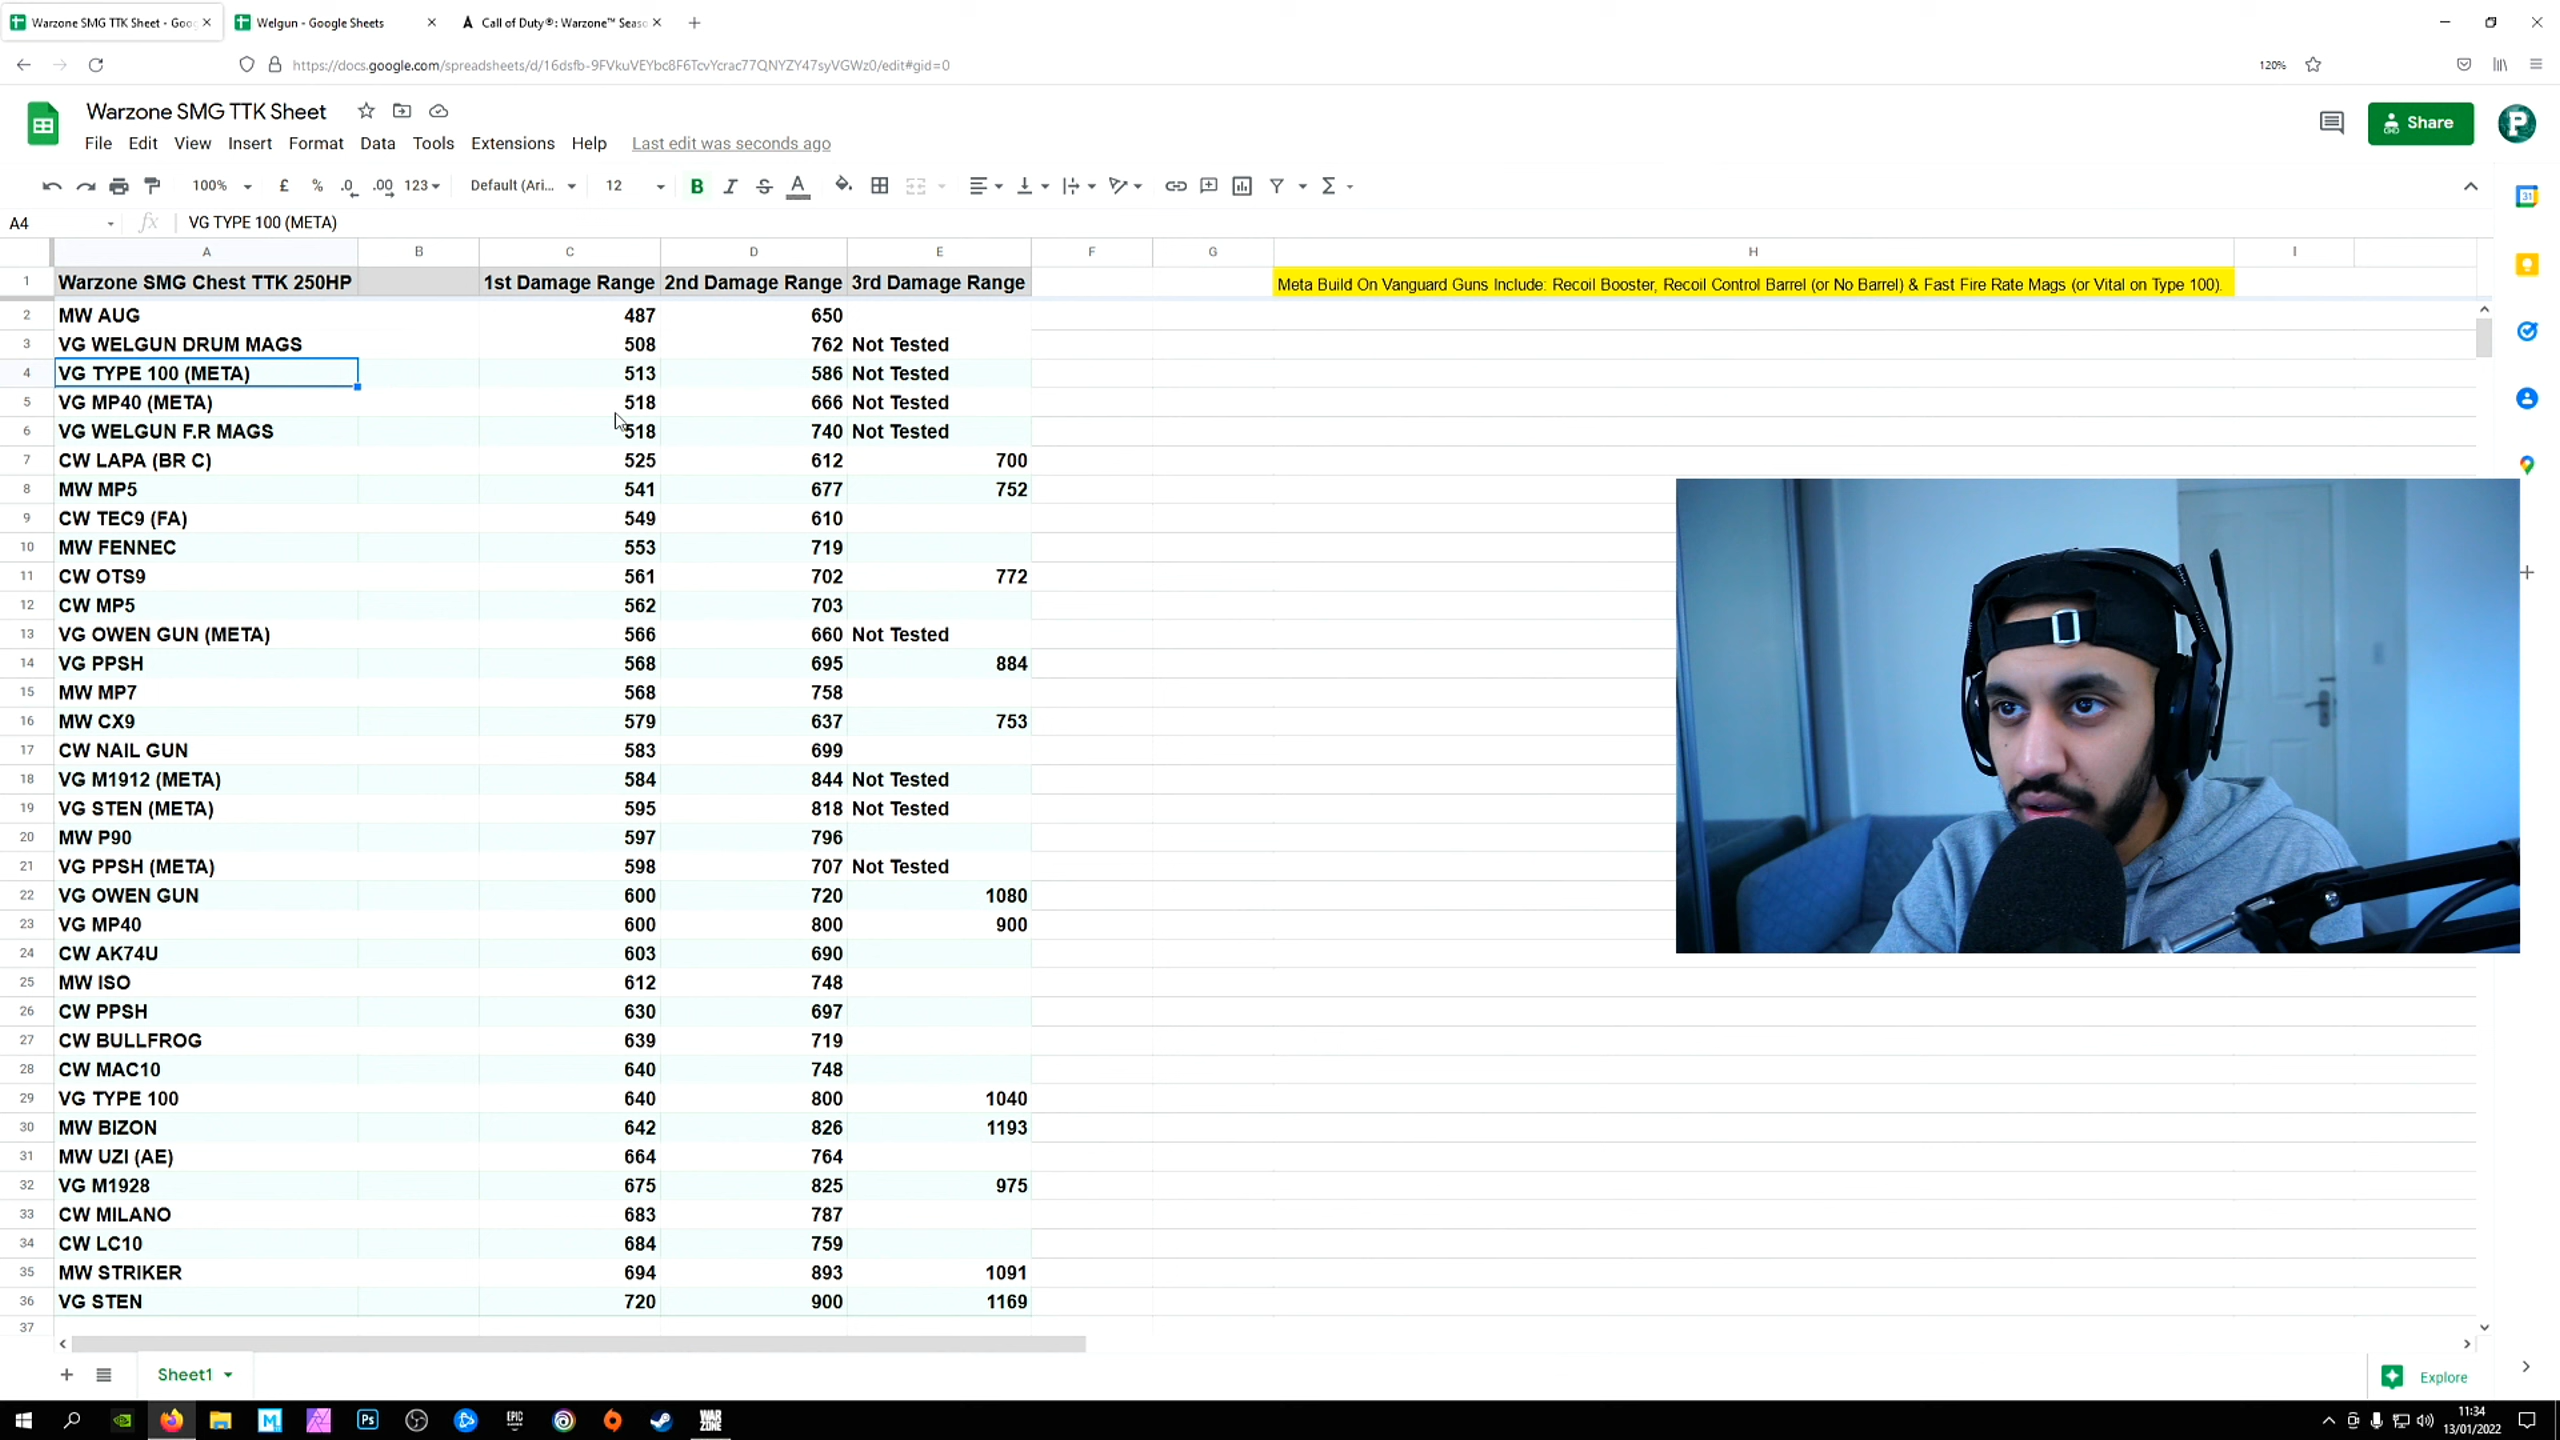 Warzone SMG TTK Sheet - Goog
Welgun - Google Sheets
Call of Duty®: Warzone™ Seaso
https://docs.google.com/spreadsheets/d/16dsfb-9FVkuVEYbc8F6TcvYcrac77QNYZY47syVGWz0/edit#gid=0
120%
Warzone SMG TTK Sheet
Share
File Edit View Insert Format Data Tools Extensions Help Last edit was seconds ago
100% £ % .0 .00 123 Default (Ari... 12 B I S A Σ
31
A4 fx VG TYPE 100 (META)
A B C D E F G H I
1 Warzone SMG Chest TTK 250HP 1st Damage Range 2nd Damage Range 3rd Damage Range Meta Build On Vanguard Guns Include: Recoil Booster, Recoil Control Barrel (or No Barrel) & Fast Fire Rate Mags (or Vital on Type 100).
2 MW AUG 487 650
3 VG WELGUN DRUM MAGS 508 762 Not Tested
4 VG TYPE 100 (META) 513 586 Not Tested
5 VG MP40 (META) 518 666 Not Tested
6 VG WELGUN F.R MAGS 518 740 Not Tested
7 CW LAPA (BR C) 525 612 700
8 MW MP5 541 677 752
9 CW TEC9 (FA) 549 610
10 MW FENNEC 553 719
11 CW OTS9 561 702 772
12 CW MP5 562 703
13 VG OWEN GUN (META) 566 660 Not Tested
14 VG PPSH 568 695 884
15 MW MP7 568 758
16 MW CX9 579 637 753
17 CW NAIL GUN 583 699
18 VG M1912 (META) 584 844 Not Tested
19 VG STEN (META) 595 818 Not Tested
20 MW P90 597 796
21 VG PPSH (META) 598 707 Not Tested
22 VG OWEN GUN 600 720 1080
23 VG MP40 600 800 900
24 CW AK74U 603 690
25 MW ISO 612 748
26 CW PPSH 630 697
27 CW BULLFROG 639 719
28 CW MAC10 640 748
29 VG TYPE 100 640 800 1040
30 MW BIZON 642 826 1193
31 MW UZI (AE) 664 764
32 VG M1928 675 825 975
33 CW MILANO 683 787
34 CW LC10 684 759
35 MW STRIKER 694 893 1091
36 VG STEN 720 900 1169
37
Sheet1
Explore
M Ps EPIC WAR ZONE
11:34
13/01/2022